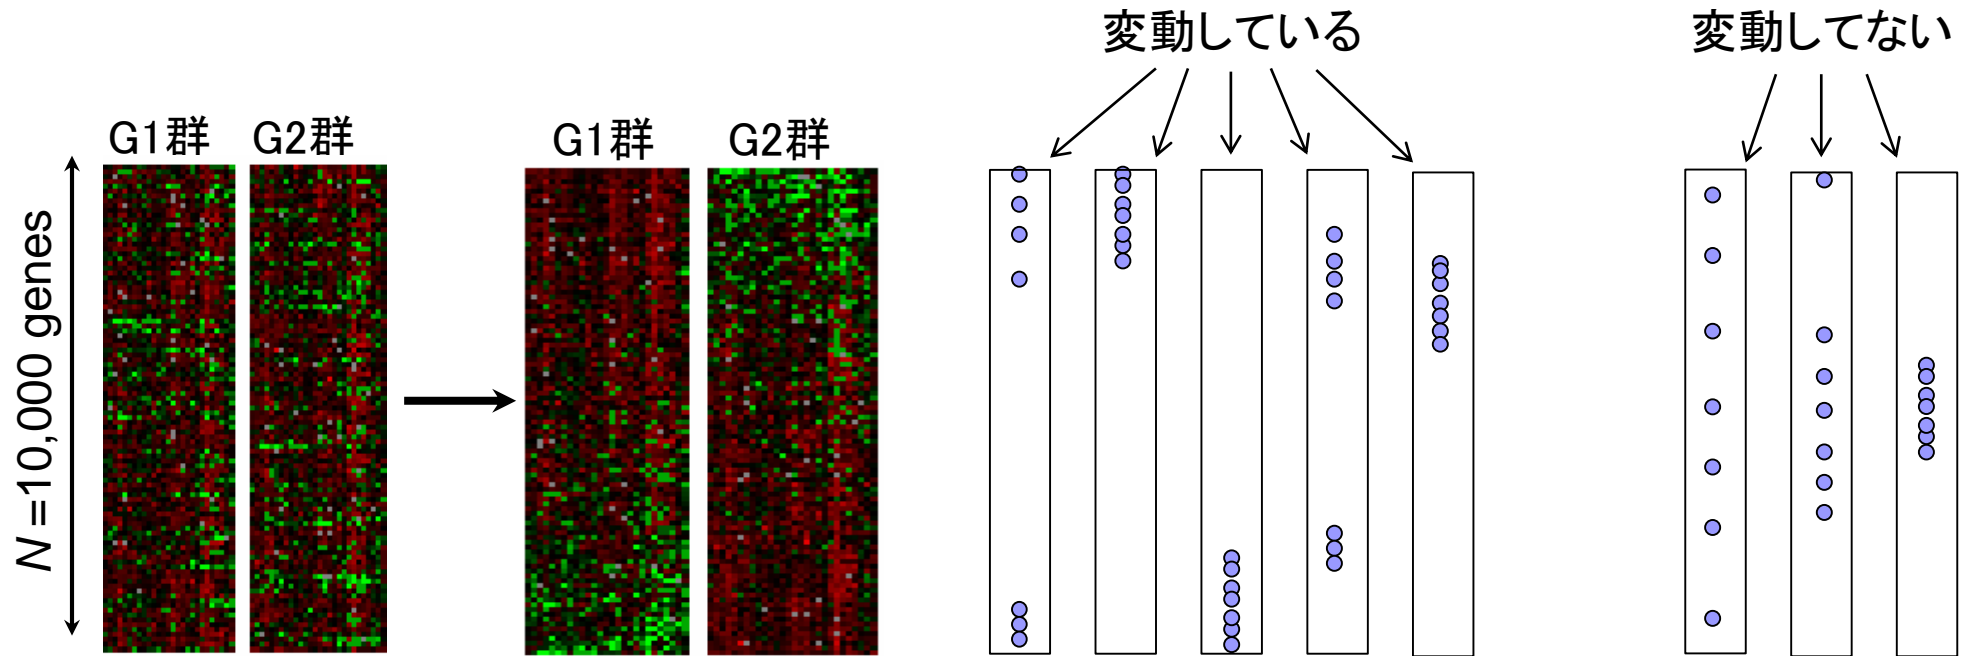 変動している
変動してない
G1群
G2群
G1群
G2群
N =10,000 genes